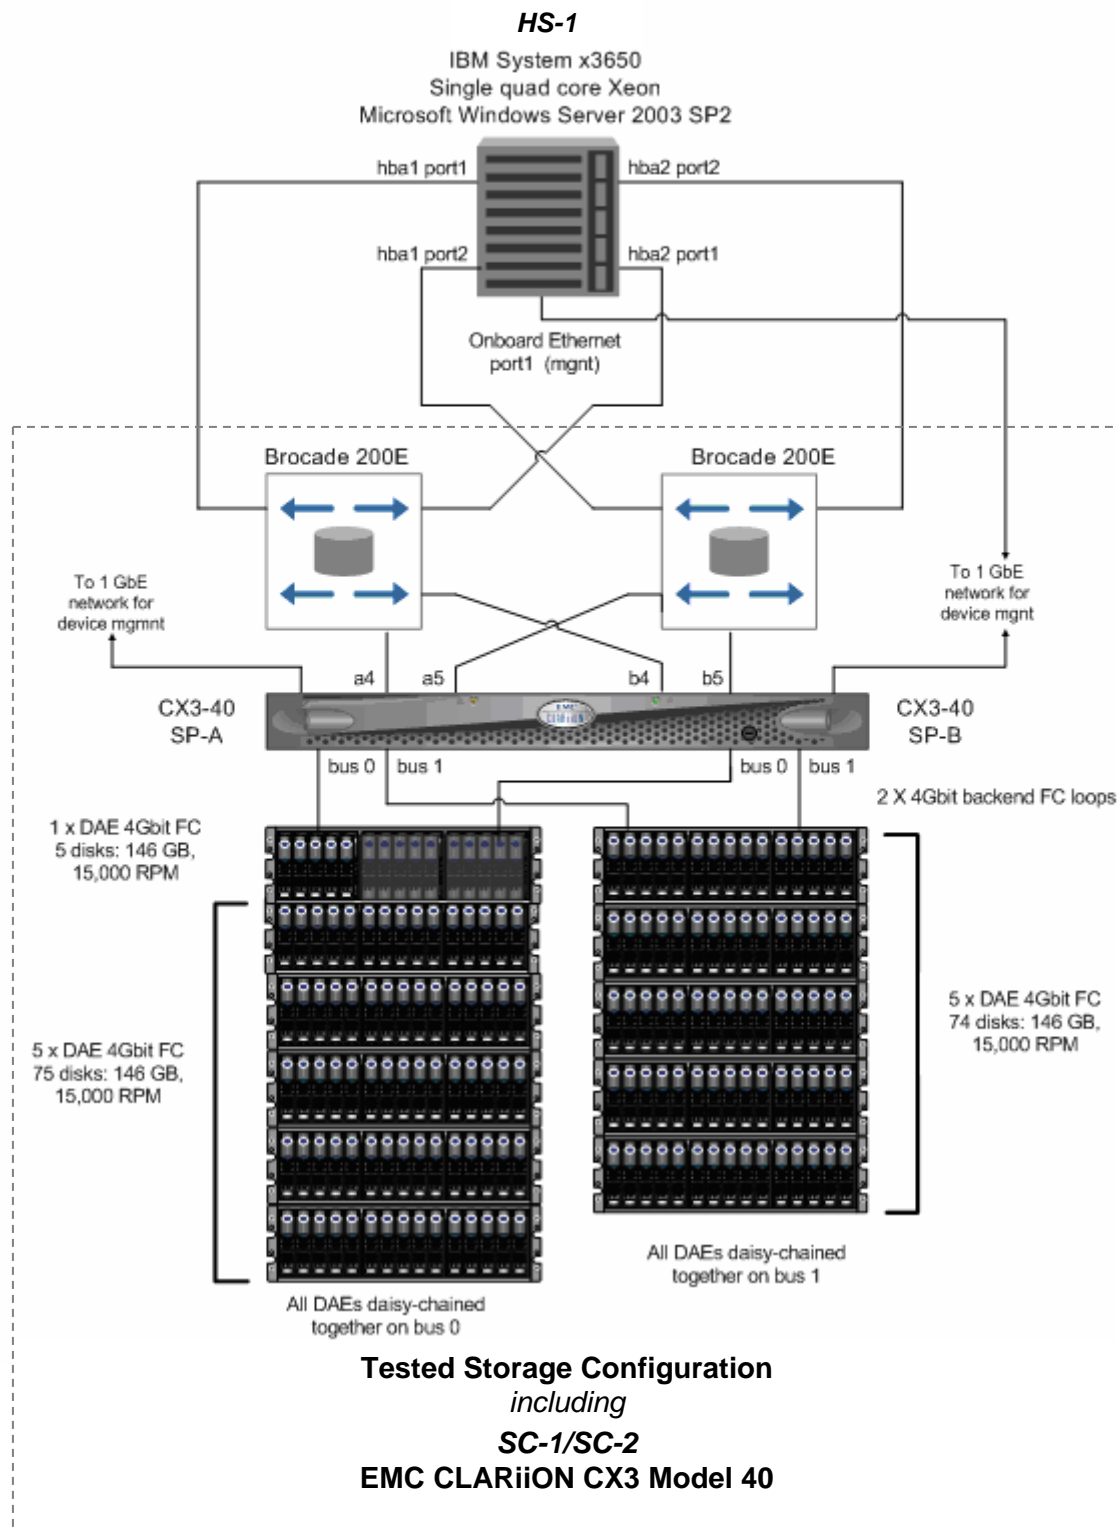 HS-1
IBM System x3650
Single quad core Xeon
Microsoft Windows Server 2003 SP2
hba1 port1
hba2 port2
hba1 port2
hba2 port1
Onboard Ethernet
port1 (mgnt)
Brocade 200E
Brocade 200E
To 1 GbE
network for
device mgmnt
To 1 GbE
network for
device mgnt
a4
a5
b4
b5
CX3-40
SP-A
EMC
CLARiiON
CX3-40
SP-B
bus 0
bus 1
bus 0
bus 1
2 X 4Gbit backend FC loops
1 x DAE 4Gbit FC
5 disks: 146 GB,
15,000 RPM
5 x DAE 4Gbit FC
75 disks: 146 GB,
15,000 RPM
5 x DAE 4Gbit FC
74 disks: 146 GB,
15,000 RPM
All DAEs daisy-chained
together on bus 1
All DAEs daisy-chained
together on bus 0
Tested Storage Configuration
including
SC-1/SC-2
EMC CLARiiON CX3 Model 40